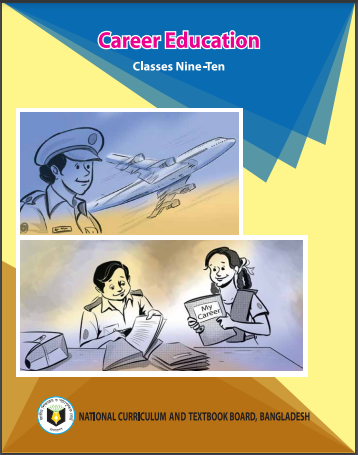 Career Education
Classes Nine-Ten
My
Career
NATIONAL CURRICULUM AND TEXTBOOK BOARD, BANGLADESH